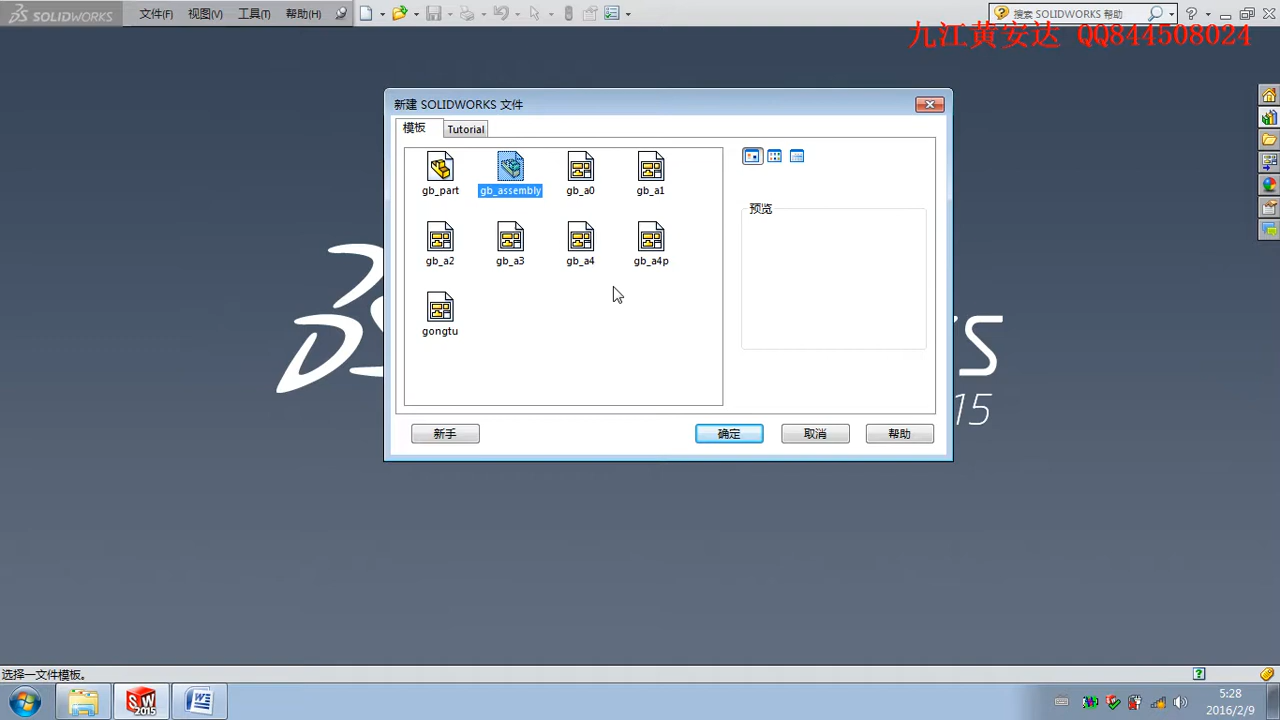 SOLIDWORKS 文件(F) 视图(V) 工具(T) 帮助(H) 搜索 SOLIDWORKS 帮助
九江黄安达 QQ844508024
新建 SOLIDWORKS 文件
模板 Tutorial
gb_part gb_assembly gb_a0 gb_a1
预览
gb_a2 gb_a3 gb_a4 gb_a4p
gongtu
S
15
新手 确定 取消 帮助
选择一文件模板。
SW 2015
5:28
2016/2/9